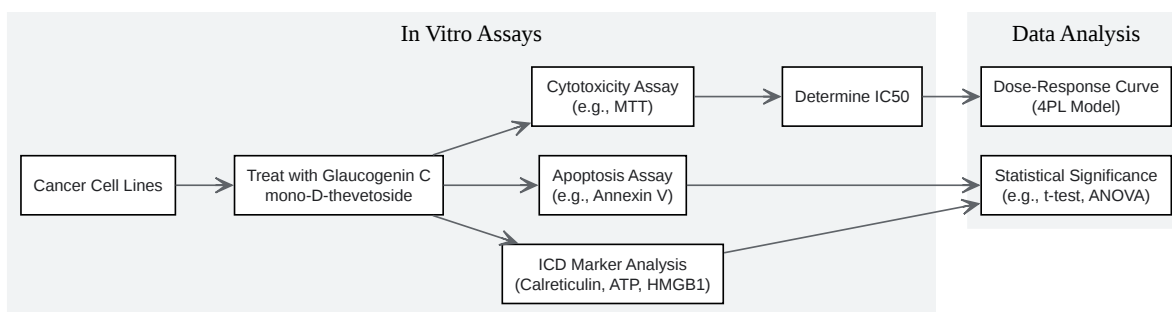 In Vitro Assays
Data Analysis
Cytotoxicity Assay
(e.g., MTT)
Determine IC50
Dose-Response Curve
(4PL Model)
Cancer Cell Lines
Treat with Glaucogenin C
mono-D-thevetoside
Apoptosis Assay
(e.g., Annexin V)
Statistical Significance
(e.g., t-test, ANOVA)
ICD Marker Analysis
(Calreticulin, ATP, HMGB1)